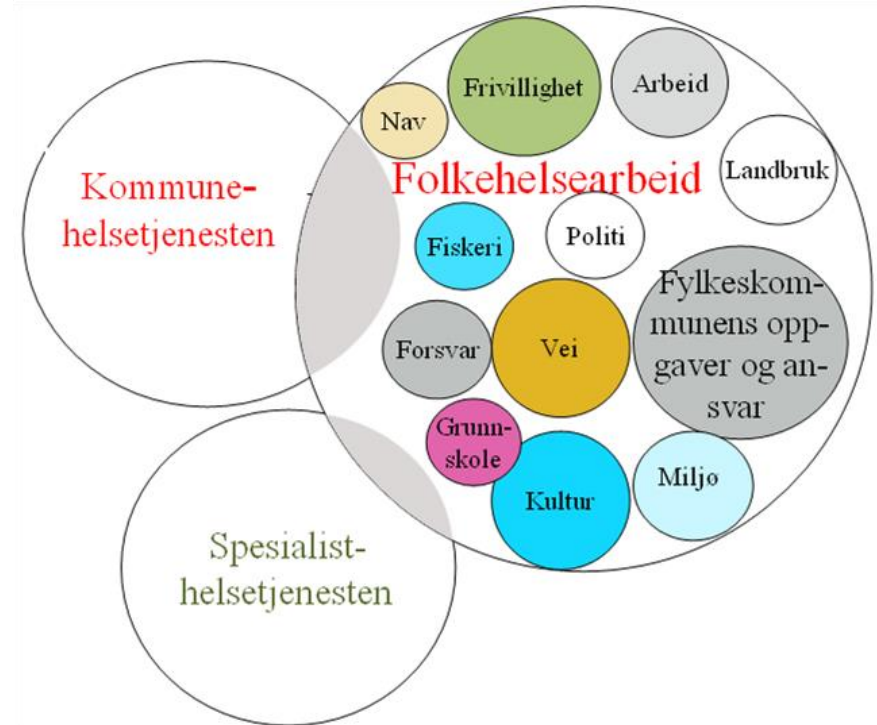 Frivillighet
Arbeid
Nav
Landbruk
Kommune-
helsetjenesten
Folkehelsearbeid
Fiskeri
Politi
Fylkeskom-
munens opp-
gaver og an-
svar
Forsvar
Vei
Grunn-
skole
Kultur
Miljø
Spesialist-
helsetjenesten